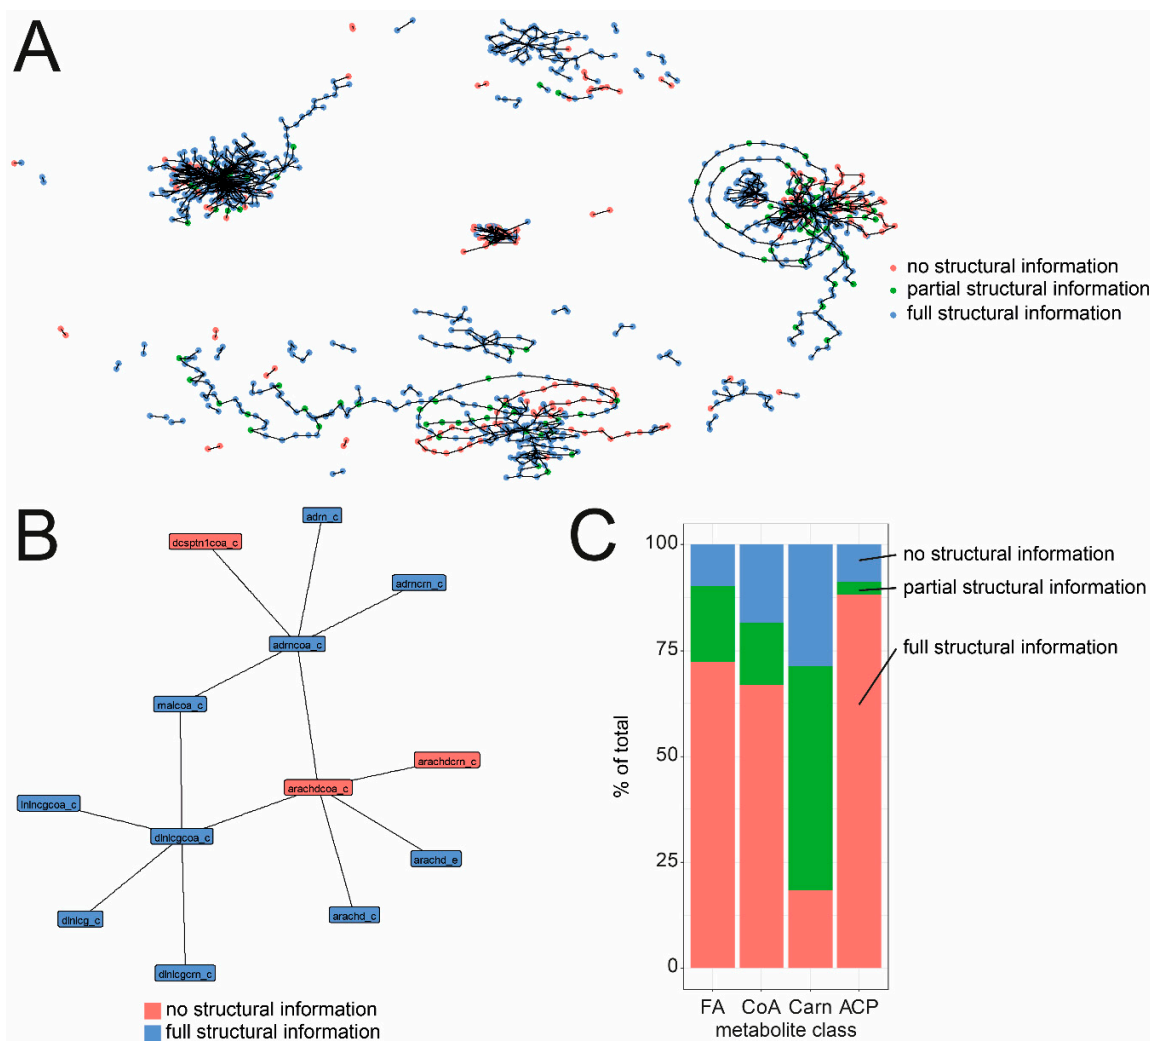 A
no structural information
partial structural information
full structural information
B
adrn_c
dcsptn1coa_c
adrncrn_c
adrncoa_c
malcoa_c
arachdcrn_c
arachdcoa_c
lnlncgcoa_c
dlnlcgcoa_c
arachd_e
dlnlcg_c
arachd_c
dlnlcgcrn_c
no structural information
full structural information
C
100
75
50
25
0
% of total
no structural information
partial structural information
full structural information
FA CoA Carn ACP
metabolite class